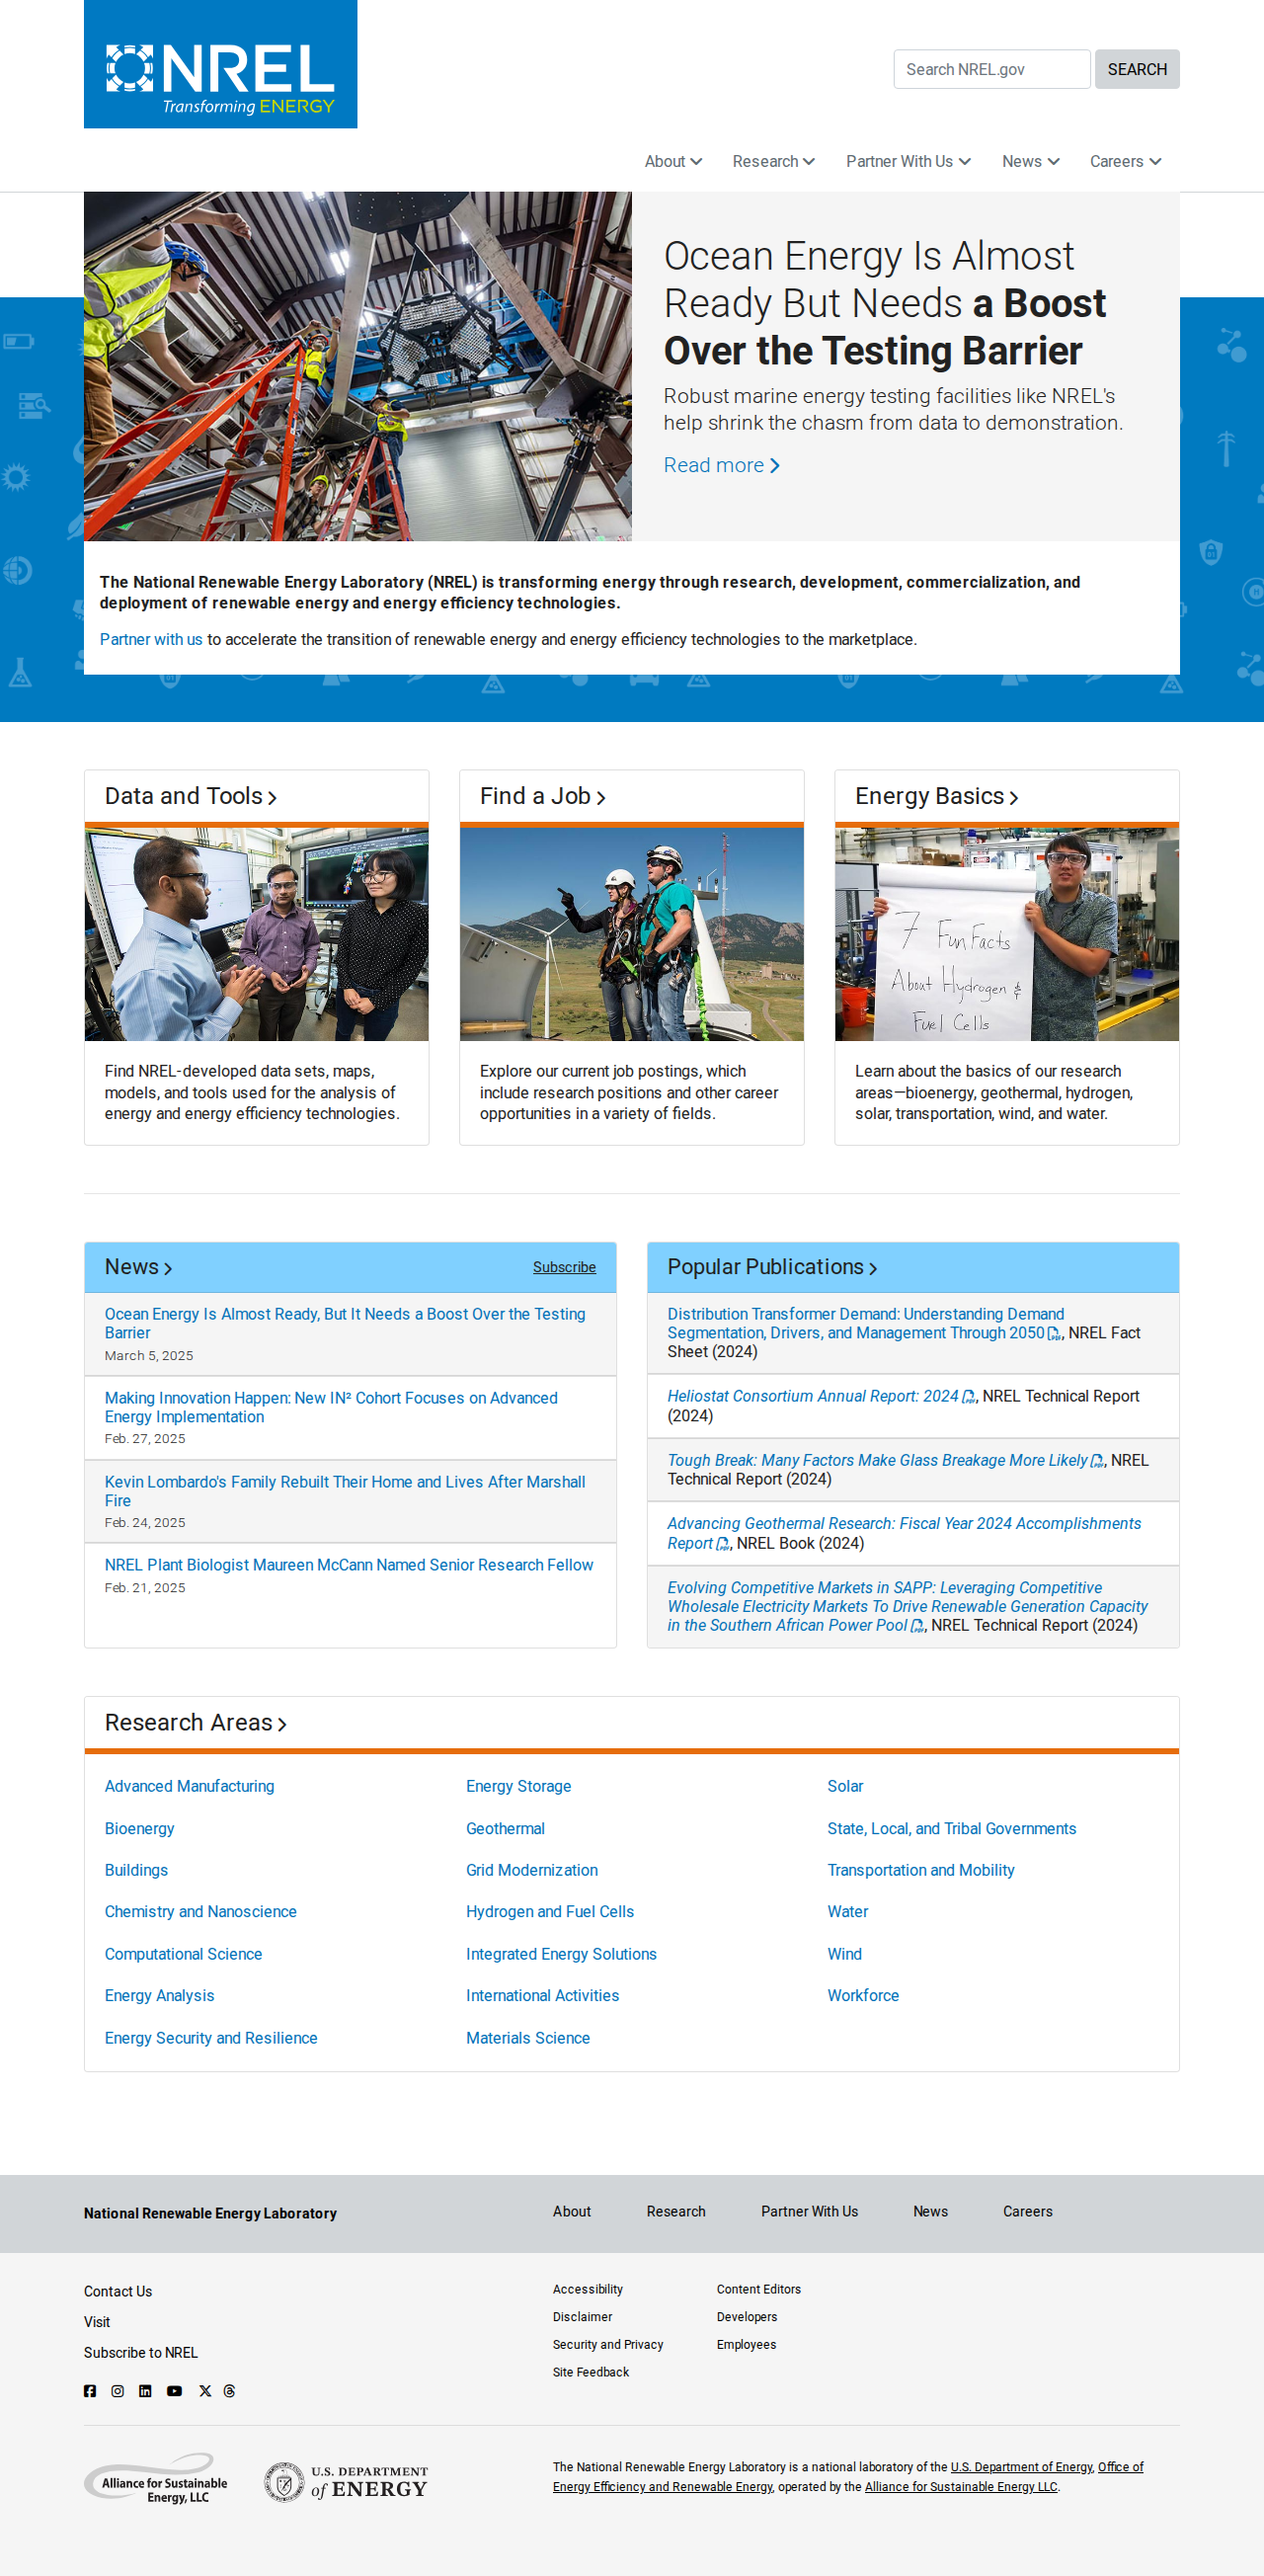 NREL
Transforming ENERGY
Search NREL.gov
SEARCH
About
Research
Partner With Us
News
Careers
Ocean Energy Is Almost
Ready But Needs a Boost
Over the Testing Barrier
Robust marine energy testing facilities like NREL's
help shrink the chasm from data to demonstration.
Read more
The National Renewable Energy Laboratory (NREL) is transforming energy through research, development, commercialization, and
deployment of renewable energy and energy efficiency technologies.
Partner with us to accelerate the transition of renewable energy and energy efficiency technologies to the marketplace.
Data and Tools
Find NREL-developed data sets, maps,
models, and tools used for the analysis of
energy and energy efficiency technologies.
Find a Job
Explore our current job postings, which
include research positions and other career
opportunities in a variety of fields.
Energy Basics
7 Fun Facts
About Hydrogen &
Fuel Cells
Learn about the basics of our research
areas—bioenergy, geothermal, hydrogen,
solar, transportation, wind, and water.
News
Subscribe
Ocean Energy Is Almost Ready, But It Needs a Boost Over the Testing
Barrier
March 5, 2025
Making Innovation Happen: New IN² Cohort Focuses on Advanced
Energy Implementation
Feb. 27, 2025
Kevin Lombardo's Family Rebuilt Their Home and Lives After Marshall
Fire
Feb. 24, 2025
NREL Plant Biologist Maureen McCann Named Senior Research Fellow
Feb. 21, 2025
Popular Publications
Distribution Transformer Demand: Understanding Demand
Segmentation, Drivers, and Management Through 2050, NREL Fact
Sheet (2024)
Heliostat Consortium Annual Report: 2024, NREL Technical Report
(2024)
Tough Break: Many Factors Make Glass Breakage More Likely, NREL
Technical Report (2024)
Advancing Geothermal Research: Fiscal Year 2024 Accomplishments
Report, NREL Book (2024)
Evolving Competitive Markets in SAPP: Leveraging Competitive
Wholesale Electricity Markets To Drive Renewable Generation Capacity
in the Southern African Power Pool, NREL Technical Report (2024)
Research Areas
Advanced Manufacturing
Bioenergy
Buildings
Chemistry and Nanoscience
Computational Science
Energy Analysis
Energy Security and Resilience
Energy Storage
Geothermal
Grid Modernization
Hydrogen and Fuel Cells
Integrated Energy Solutions
International Activities
Materials Science
Solar
State, Local, and Tribal Governments
Transportation and Mobility
Water
Wind
Workforce
National Renewable Energy Laboratory
About
Research
Partner With Us
News
Careers
Contact Us
Visit
Subscribe to NREL
Accessibility
Disclaimer
Security and Privacy
Site Feedback
Content Editors
Developers
Employees
Alliance for Sustainable
Energy, LLC
U.S. DEPARTMENT
of ENERGY
The National Renewable Energy Laboratory is a national laboratory of the U.S. Department of Energy, Office of
Energy Efficiency and Renewable Energy, operated by the Alliance for Sustainable Energy LLC.